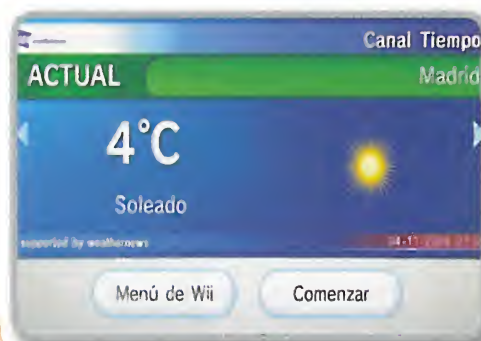 Canal Tiempo
ACTUAL Madrid
4°C
Soleado
supported by weathernews
Menú de Wii Comenzar